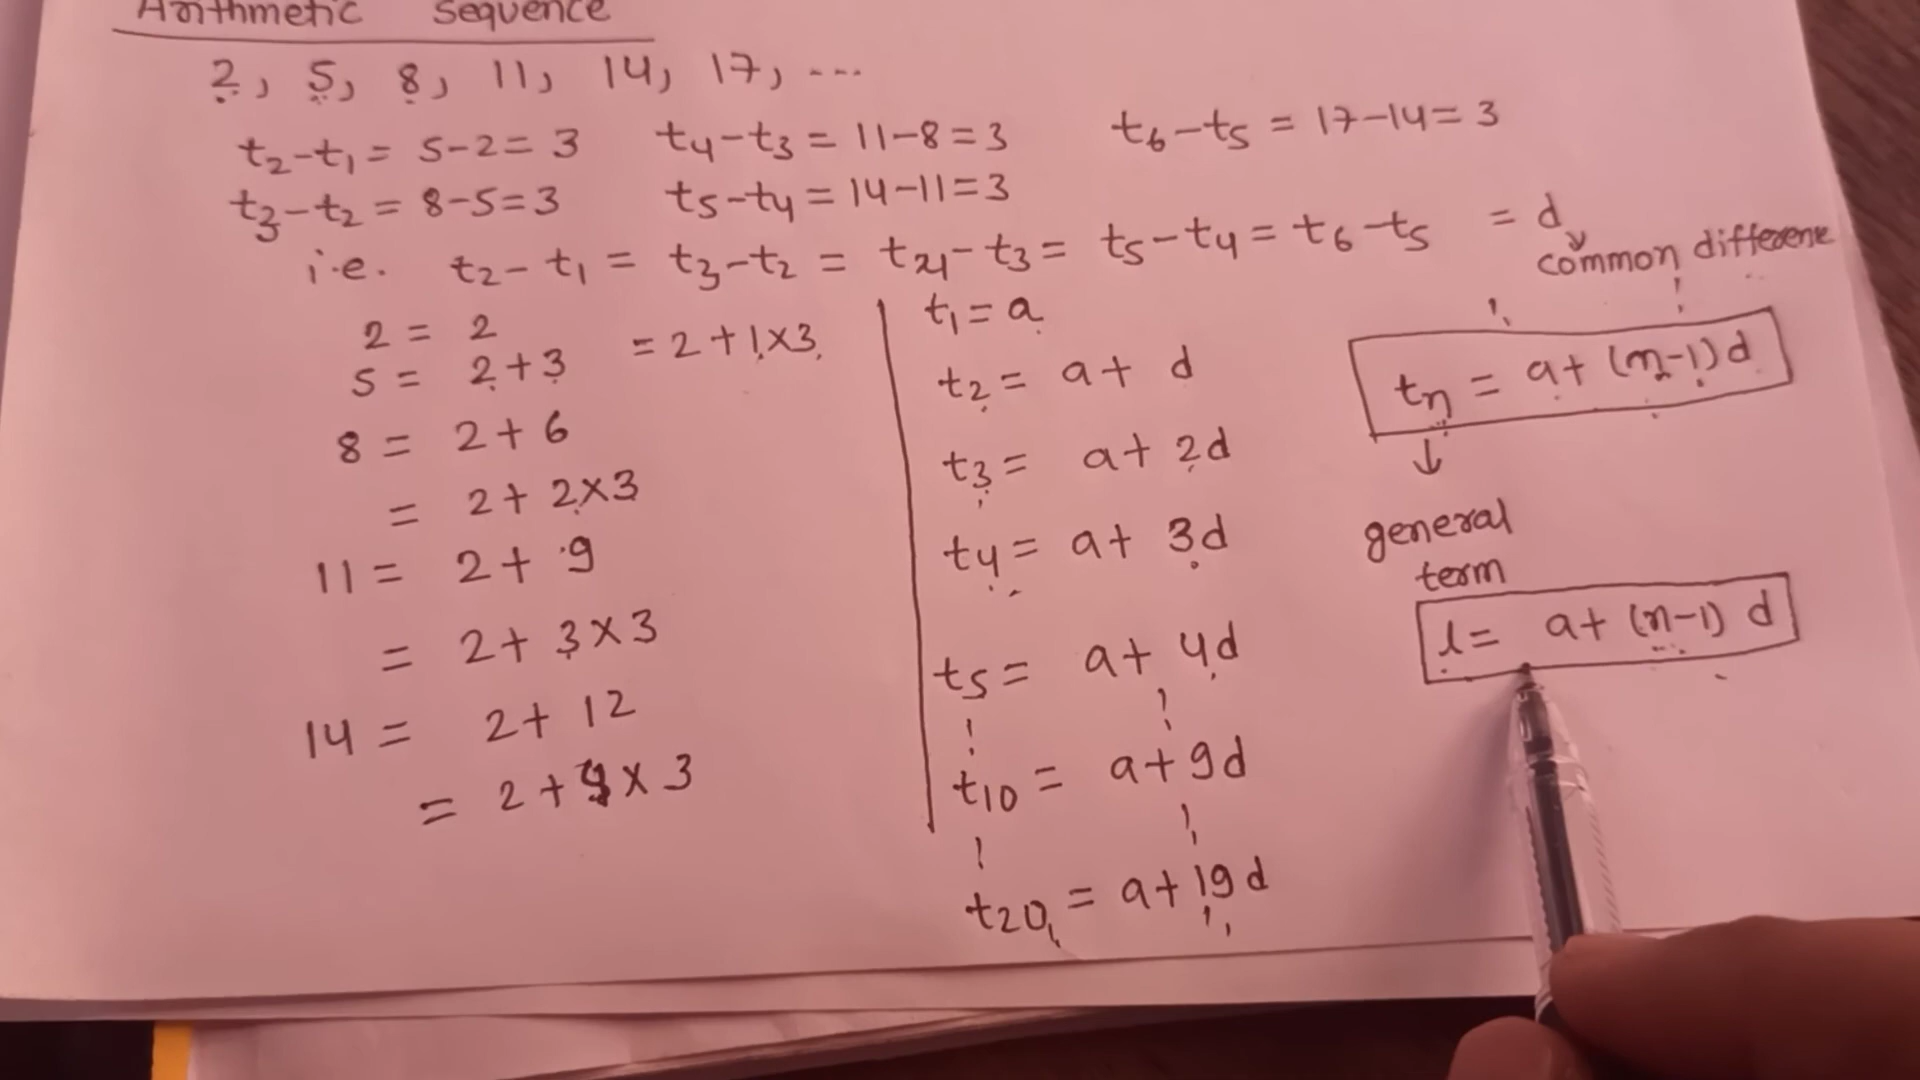 Arithmetic Sequence
2, 5, 8, 11, 14, 17, ...
t2-t1 = 5-2= 3
t4-t3 = 11-8=3
t6-t5 = 17-14=3
t3-t2 = 8-5=3
t5-t4 = 14-11=3
i.e. t2-t1 = t3-t2 = t4-t3 = t5-t4 = t6-t5 = d
common differene
2 = 2
5 = 2+3 = 2+1×3
8 = 2+6
= 2+2×3
11 = 2+9
= 2+3×3
14 = 2+12
= 2+4×3
t1=a
t2= a+ d
t3= a+ 2d
t4= a+ 3d
t5= a+ 4d
t10 = a+9d
t20 = a+19d
tn = a+(n-1)d
general
term
l= a+(n-1) d